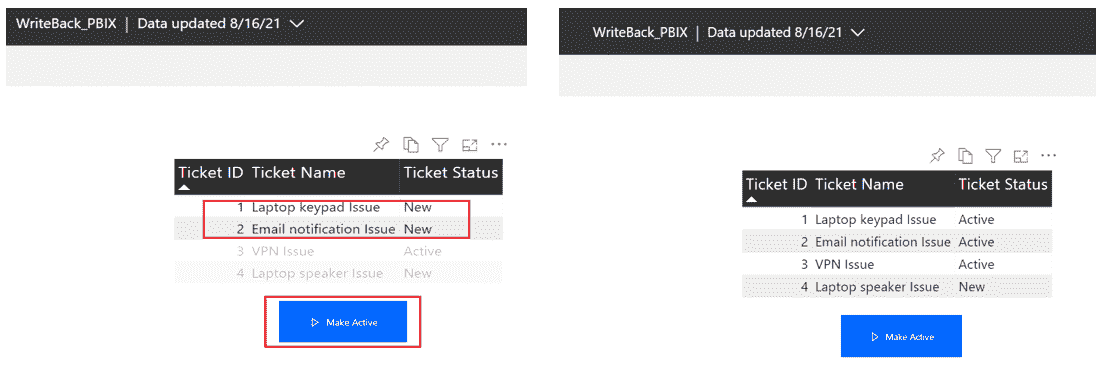 WriteBack_PBIX | Data updated 8/16/21
Ticket ID Ticket Name Ticket Status
1 Laptop keypad Issue New
2 Email notification Issue New
3 VPN Issue Active
4 Laptop speaker Issue New
Make Active
WriteBack_PBIX | Data updated 8/16/21
Ticket ID Ticket Name Ticket Status
1 Laptop keypad Issue Active
2 Email notification Issue Active
3 VPN Issue Active
4 Laptop speaker Issue New
Make Active